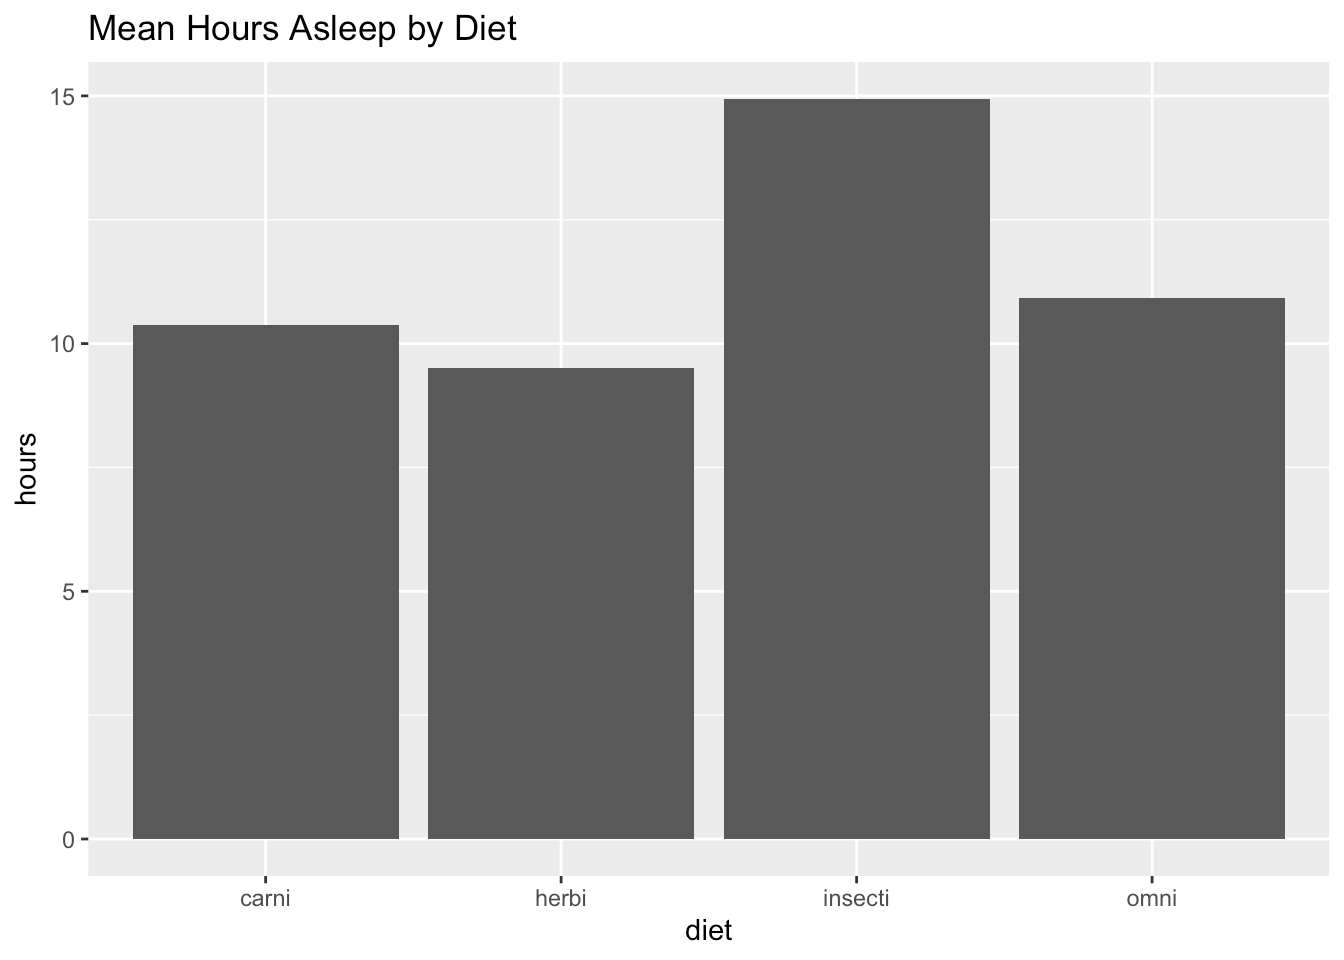 Mean Hours Asleep by Diet
15
10
5
0
hours
carni herbi insecti omni
diet